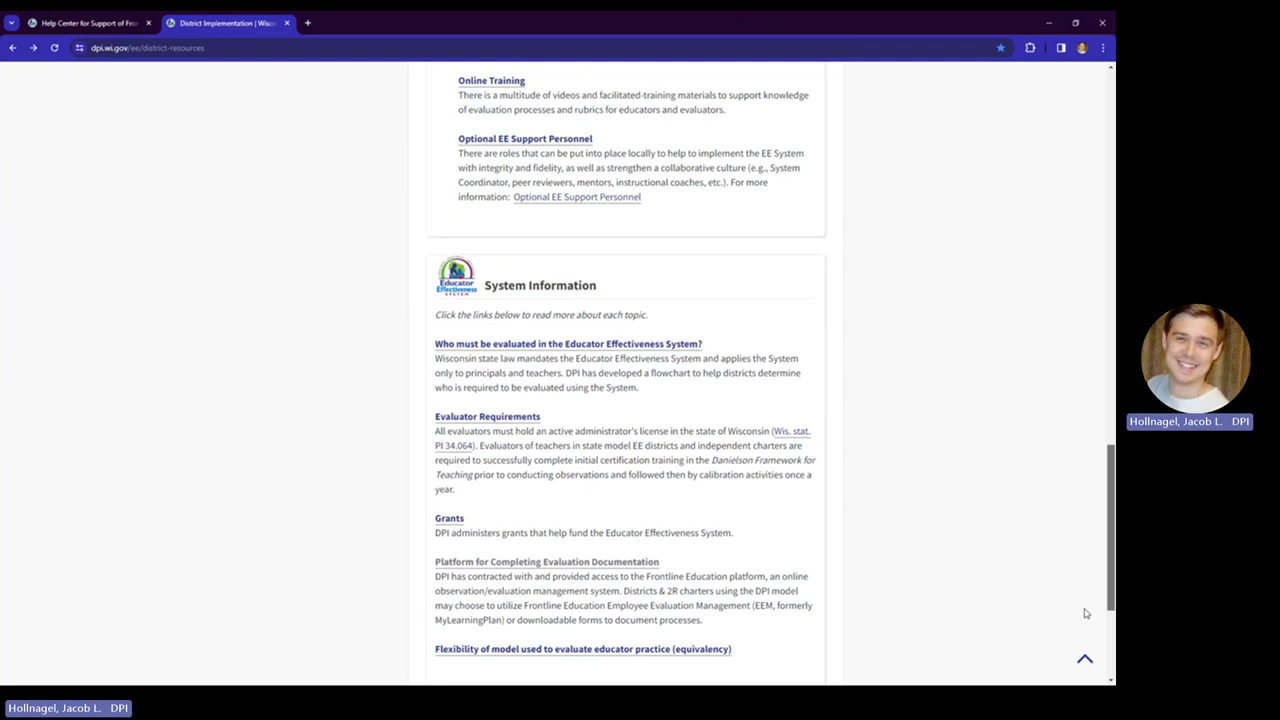 Help Center for Support of Fro
District Implementation | Wisc
dpi.wi.gov/ee/district-resources
Online Training
There is a multitude of videos and facilitated-training materials to support knowledge
of evaluation processes and rubrics for educators and evaluators.
Optional EE Support Personnel
There are roles that can be put into place locally to help to implement the EE System
with integrity and fidelity, as well as strengthen a collaborative culture (e.g., System
Coordinator, peer reviewers, mentors, instructional coaches, etc.). For more
information: Optional EE Support Personnel
Educator
Effectiveness
SYSTEM
System Information
Click the links below to read more about each topic.
Who must be evaluated in the Educator Effectiveness System?
Wisconsin state law mandates the Educator Effectiveness System and applies the System
only to principals and teachers. DPI has developed a flowchart to help districts determine
who is required to be evaluated using the System.
Evaluator Requirements
All evaluators must hold an active administrator's license in the state of Wisconsin (Wis. stat.
PI 34.064). Evaluators of teachers in state model EE districts and independent charters are
required to successfully complete initial certification training in the Danielson Framework for
Teaching prior to conducting observations and followed then by calibration activities once a
year.
Grants
DPI administers grants that help fund the Educator Effectiveness System.
Platform for Completing Evaluation Documentation
DPI has contracted with and provided access to the Frontline Education platform, an online
observation/evaluation management system. Districts & 2R charters using the DPI model
may choose to utilize Frontline Education Employee Evaluation Management (EEM, formerly
MyLearningPlan) or downloadable forms to document processes.
Flexibility of model used to evaluate educator practice (equivalency)
Hollnagel, Jacob L. DPI
Hollnagel, Jacob L. DPI